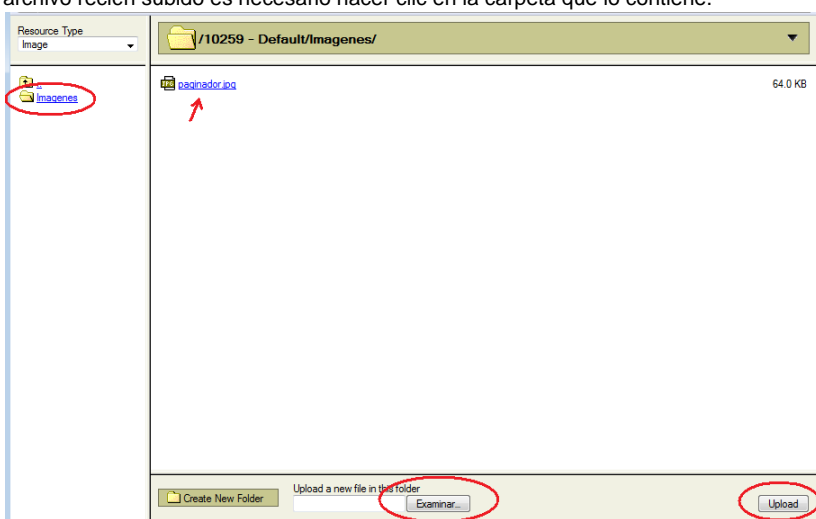 archivo recién subido es necesario hacer clic en la carpeta que lo contiene.
Resource Type
Image
/10259 - Default/Imagenes/
..
Imagenes
paginador.jpg
64.0 KB
Create New Folder
Upload a new file in this folder
Examinar...
Upload